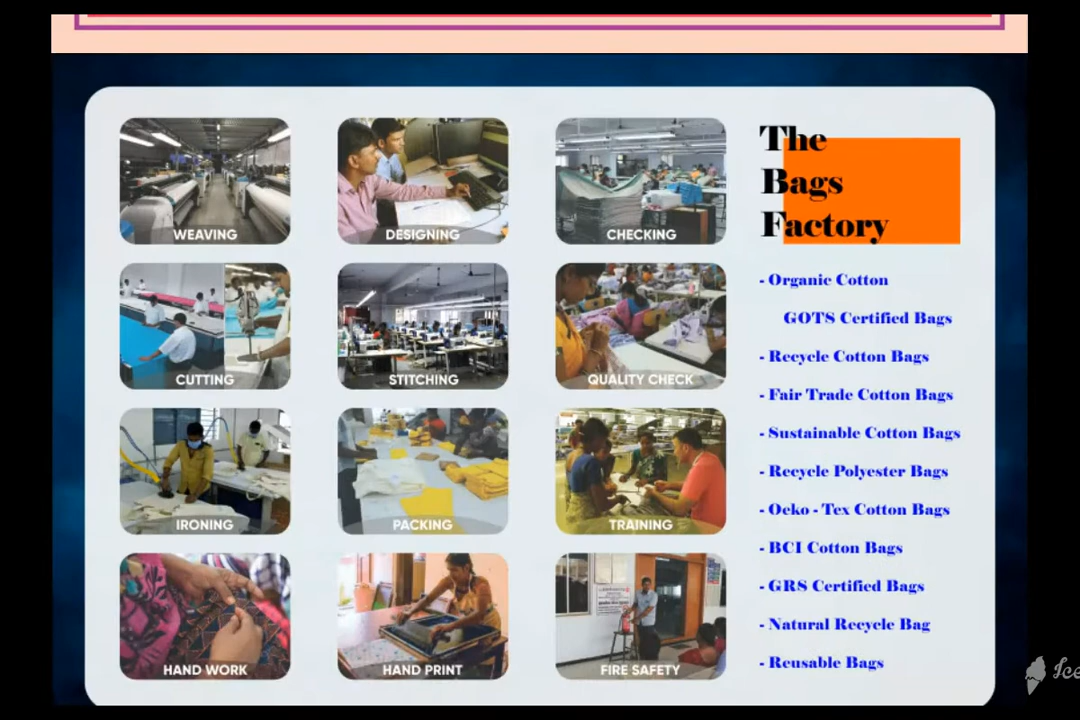 WEAVING
DESIGNING
CHECKING
CUTTING
STITCHING
QUALITY CHECK
IRONING
PACKING
TRAINING
HAND WORK
HAND PRINT
FIRE SAFETY
The
Bags
Factory
- Organic Cotton
GOTS Certified Bags
- Recycle Cotton Bags
- Fair Trade Cotton Bags
- Sustainable Cotton Bags
- Recycle Polyester Bags
- Oeko - Tex Cotton Bags
- BCI Cotton Bags
- GRS Certified Bags
- Natural Recycle Bag
- Reusable Bags